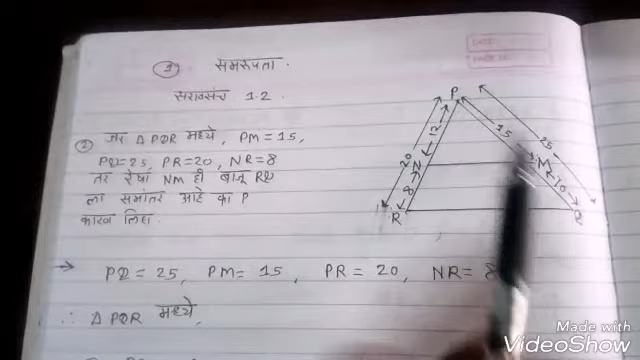 ① समरूपता.
सरावसंच 1.2
② जर △PQR मध्ये, PM = 15,
PQ = 25, PR = 20, NR = 8
तर रेषा NM ही बाजू RQ
ला समांतर आहे का ?
कारण लिहा.
P
15
25
12
20
N
M
8
10
R
Q
→ PQ = 25, PM = 15, PR = 20, NR = 8
∴ △PQR मध्ये,
Made with
VideoShow